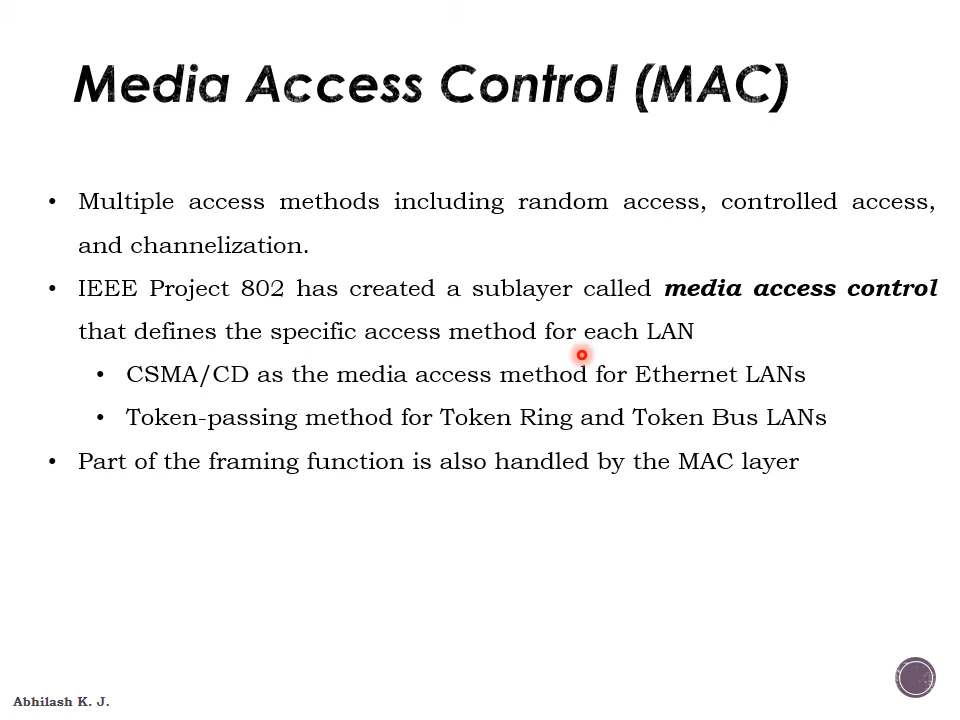 Media Access Control (MAC)
• Multiple access methods including random access, controlled access,
and channelization.
• IEEE Project 802 has created a sublayer called media access control
that defines the specific access method for each LAN
• CSMA/CD as the media access method for Ethernet LANs
• Token-passing method for Token Ring and Token Bus LANs
• Part of the framing function is also handled by the MAC layer
Abhilash K. J.